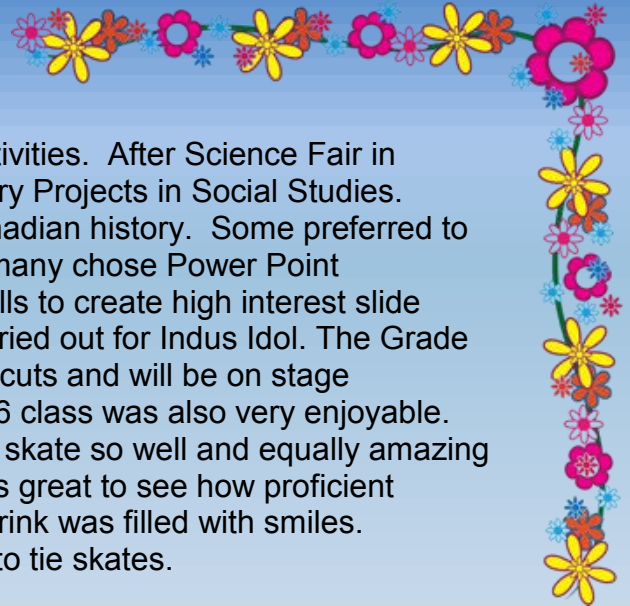 tivities. After Science Fair in
ry Projects in Social Studies.
nadian history. Some preferred to
many chose Power Point
lls to create high interest slide
ried out for Indus Idol. The Grade
cuts and will be on stage
6 class was also very enjoyable.
skate so well and equally amazing
s great to see how proficient
rink was filled with smiles.
to tie skates.